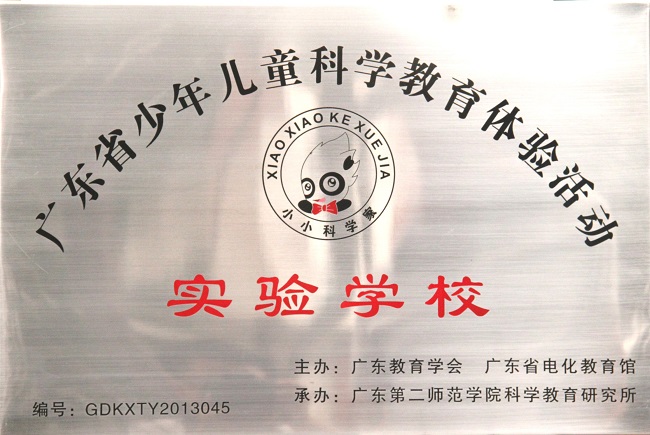 广东省少年儿童科学教育体验活动
XIAO XIAO KE XUE JIA
小小科学家
实验学校
主办：广东教育学会 广东省电化教育馆
承办：广东第二师范学院科学教育研究所
编号：GDKXTY2013045